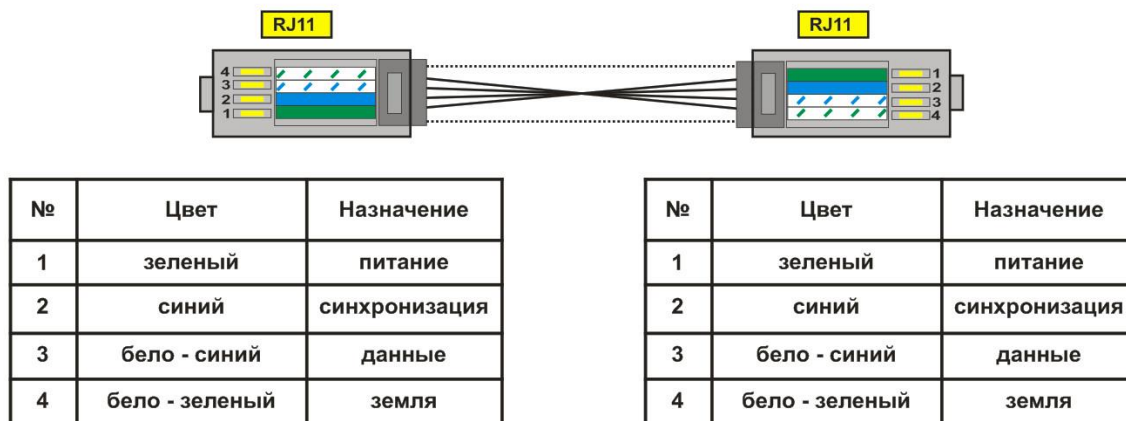 RJ11
RJ11
4
3
2
1
1
2
3
4
№ Цвет Назначение
1 зеленый питание
2 синий синхронизация
3 бело - синий данные
4 бело - зеленый земля
№ Цвет Назначение
1 зеленый питание
2 синий синхронизация
3 бело - синий данные
4 бело - зеленый земля